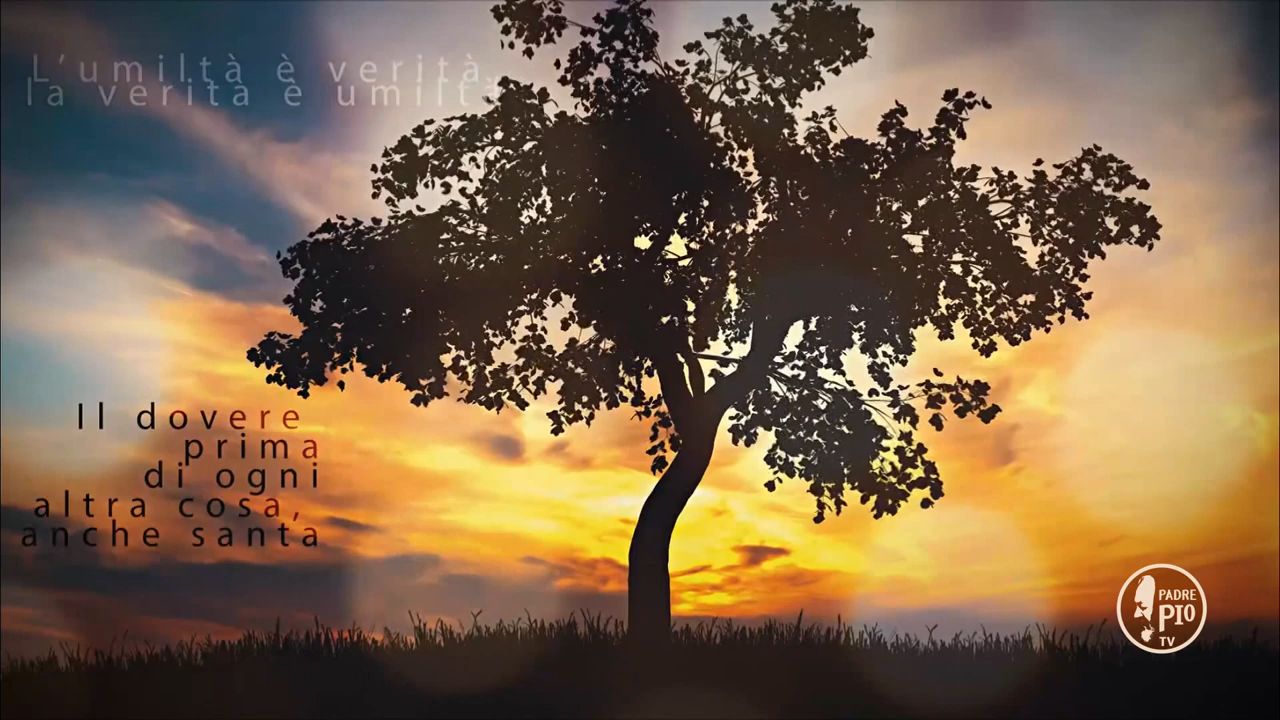 L'umiltà è verità,
la verità è umiltà
Il dovere
prima
di ogni
altra cosa,
anche santa
PADRE
PIO
TV